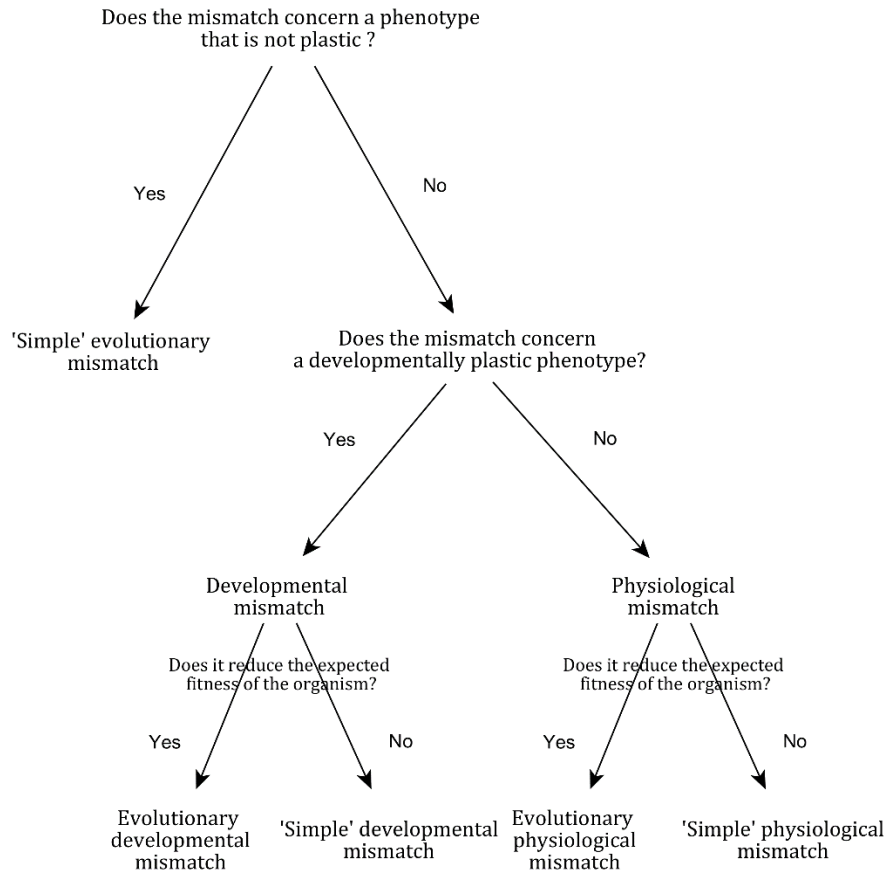 Does the mismatch concern a phenotype
that is not plastic ?
Yes
No
'Simple' evolutionary
mismatch
Does the mismatch concern
a developmentally plastic phenotype?
Yes
No
Developmental
mismatch
Physiological
mismatch
Does it reduce the expected
fitness of the organism?
Does it reduce the expected
fitness of the organism?
Yes
No
Yes
No
Evolutionary
developmental
mismatch
'Simple' developmental
mismatch
Evolutionary
physiological
mismatch
'Simple' physiological
mismatch